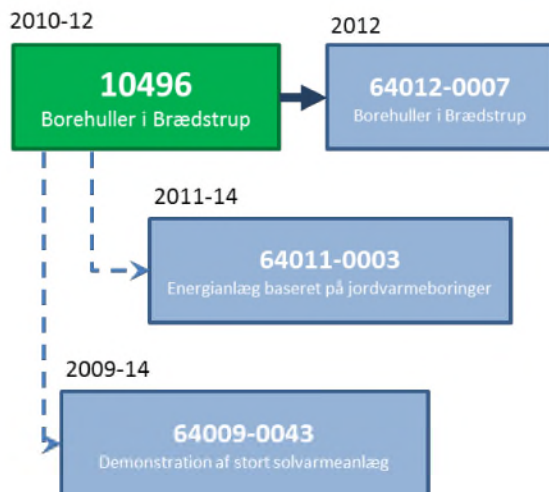 2010-12
10496
Borehuller i Brædstrup
2012
64012-0007
Borehuller i Brædstrup
2011-14
64011-0003
Energianlæg baseret på jordvarmeboringer
2009-14
64009-0043
Demonstration af stort solvarmeanlæg